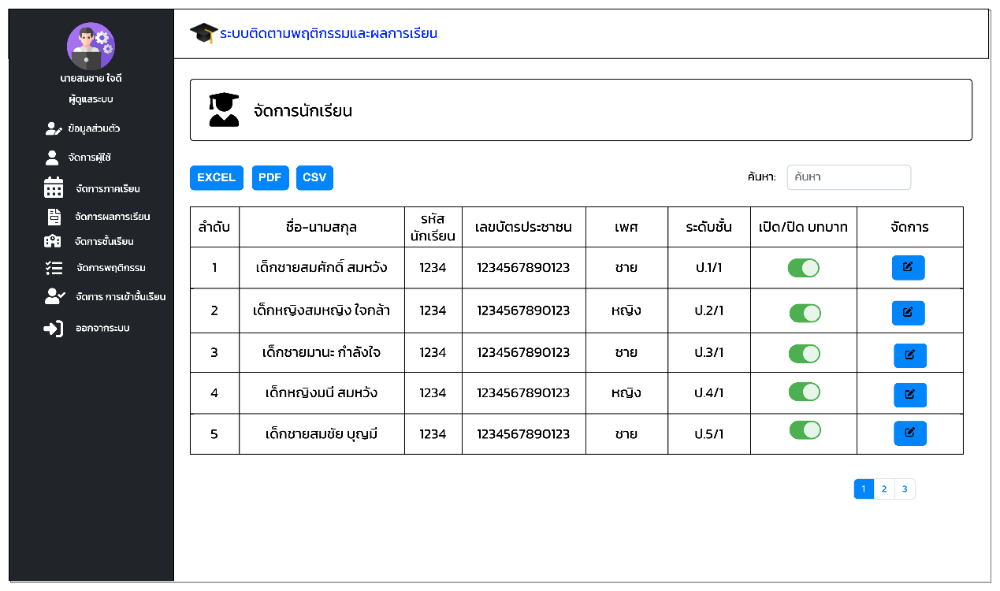 ระบบติดตามพฤติกรรมและผลการเรียน
นายสมชาย ใจดี
ผู้ดูแลระบบ
ข้อมูลส่วนตัว
จัดการผู้ใช้
จัดการภาคเรียน
จัดการผลการเรียน
จัดการชั้นเรียน
จัดการพฤติกรรม
จัดการ การเข้าชั้นเรียน
ออกจากระบบ
จัดการนักเรียน
EXCEL PDF CSV ค้นหา: ค้นหา
ลำดับ ชื่อ-นามสกุล รหัส นักเรียน เลขบัตรประชาชน เพศ ระดับชั้น เปิด/ปิด บทบาท จัดการ
1 เด็กชายสมศักดิ์ สมหวัง 1234 1234567890123 ชาย ป.1/1
2 เด็กหญิงสมหญิง ใจกล้า 1234 1234567890123 หญิง ป.2/1
3 เด็กชายมานะ กำลังใจ 1234 1234567890123 ชาย ป.3/1
4 เด็กหญิงมนี สมหวัง 1234 1234567890123 หญิง ป.4/1
5 เด็กชายสมชัย บุญมี 1234 1234567890123 ชาย ป.5/1
1 2 3